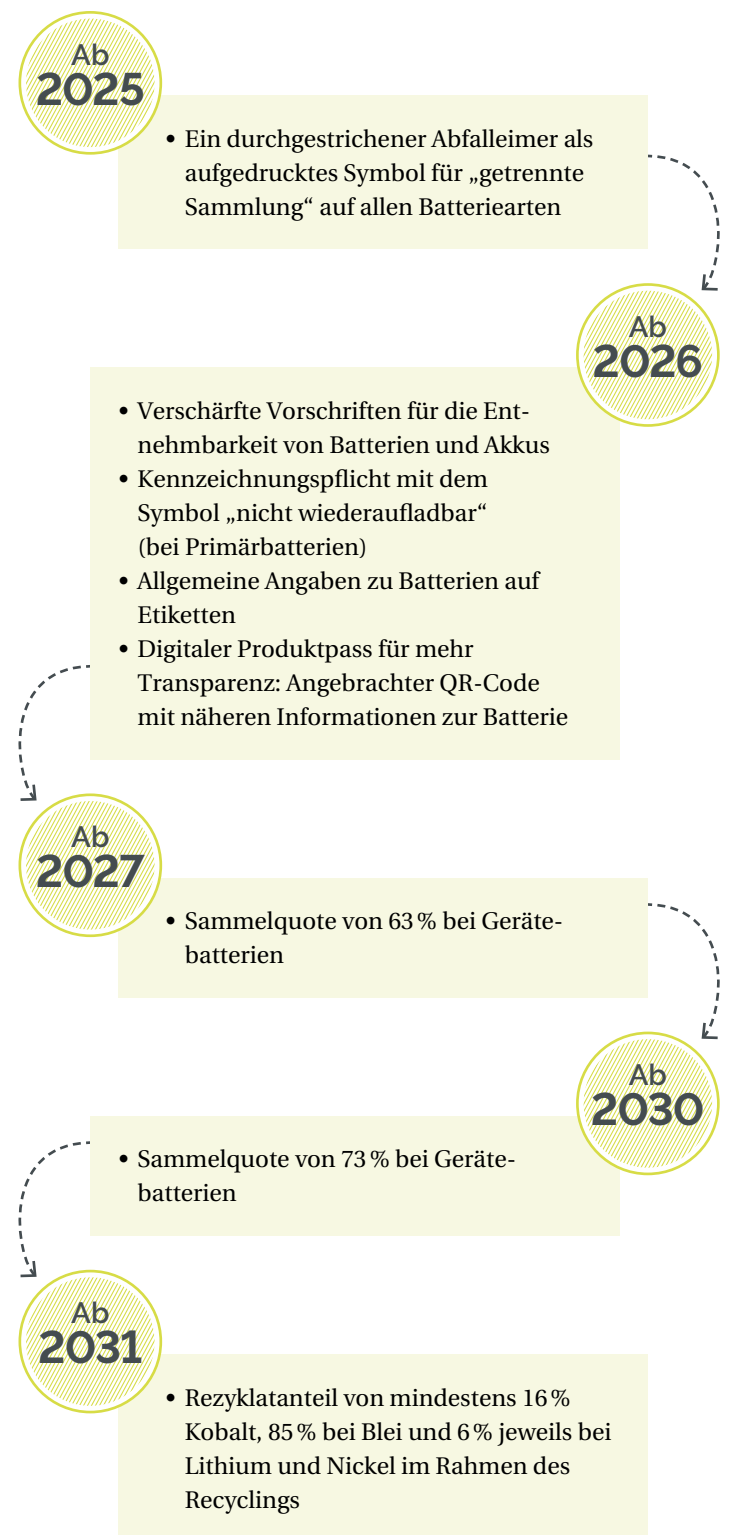 Ab
2025
• Ein durchgestrichener Abfalleimer als
aufgedrucktes Symbol für „getrennte
Sammlung“ auf allen Batteriearten
Ab
2026
• Verschärfte Vorschriften für die Ent-
nehmbarkeit von Batterien und Akkus
• Kennzeichnungspflicht mit dem
Symbol „nicht wiederaufladbar“
(bei Primärbatterien)
• Allgemeine Angaben zu Batterien auf
Etiketten
• Digitaler Produktpass für mehr
Transparenz: Angebrachter QR-Code
mit näheren Informationen zur Batterie
Ab
2027
• Sammelquote von 63 % bei Geräte-
batterien
Ab
2030
• Sammelquote von 73 % bei Geräte-
batterien
Ab
2031
• Rezyklatanteil von mindestens 16 %
Kobalt, 85 % bei Blei und 6 % jeweils bei
Lithium und Nickel im Rahmen des
Recyclings